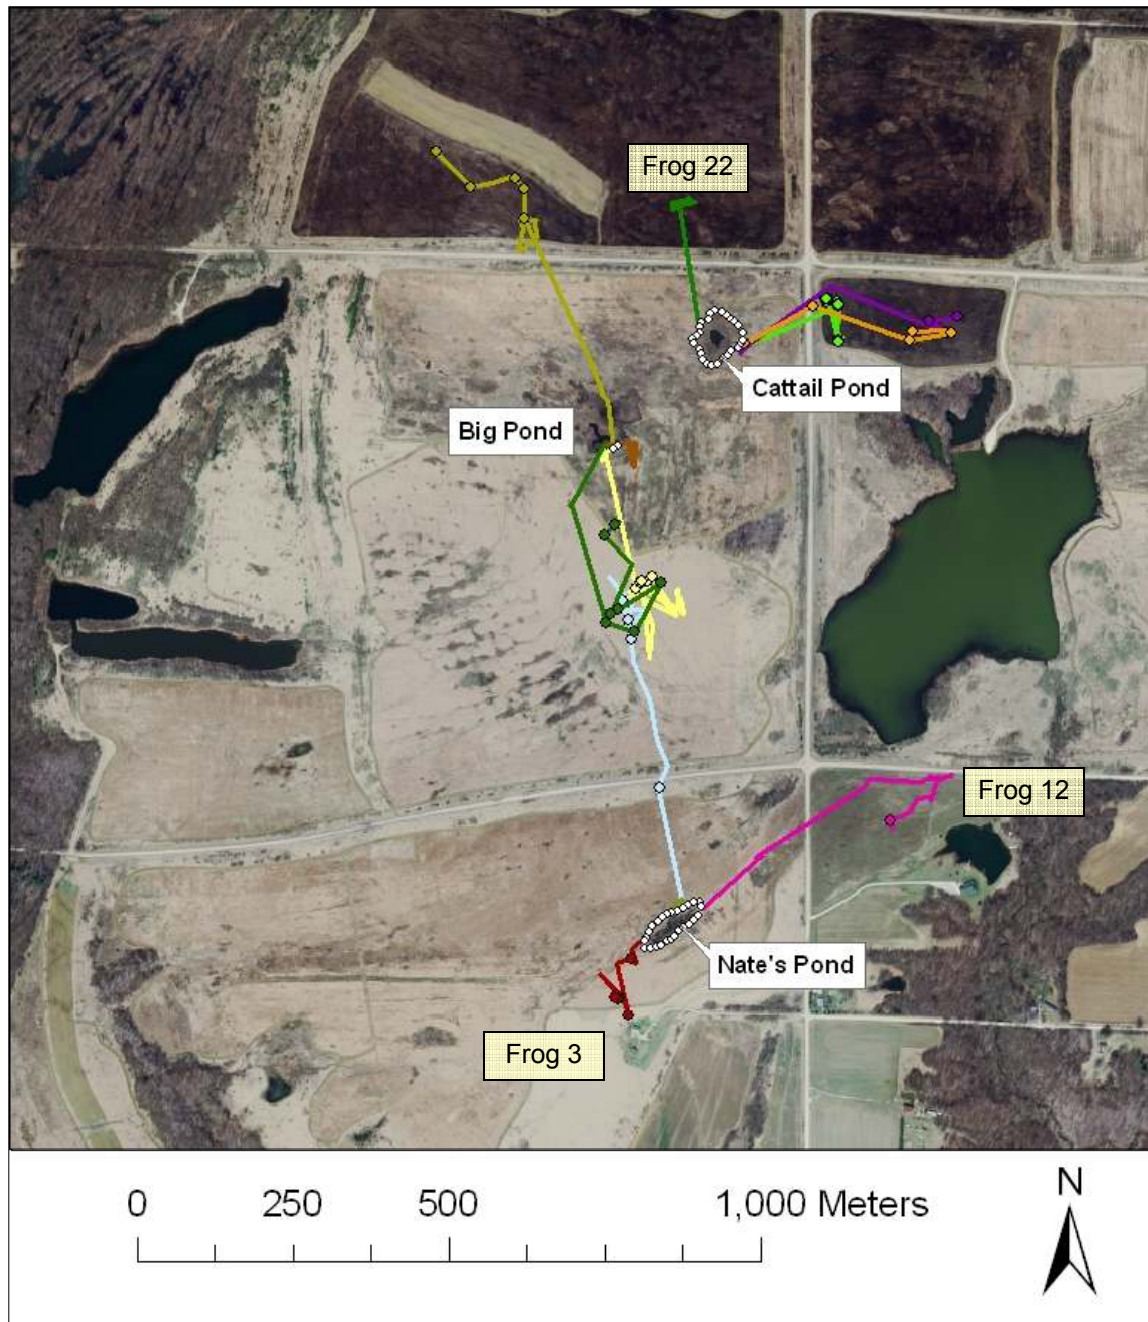 Frog 22
Cattail Pond
Big Pond
Frog 12
Nate's Pond
Frog 3
0 250 500 1,000 Meters
N